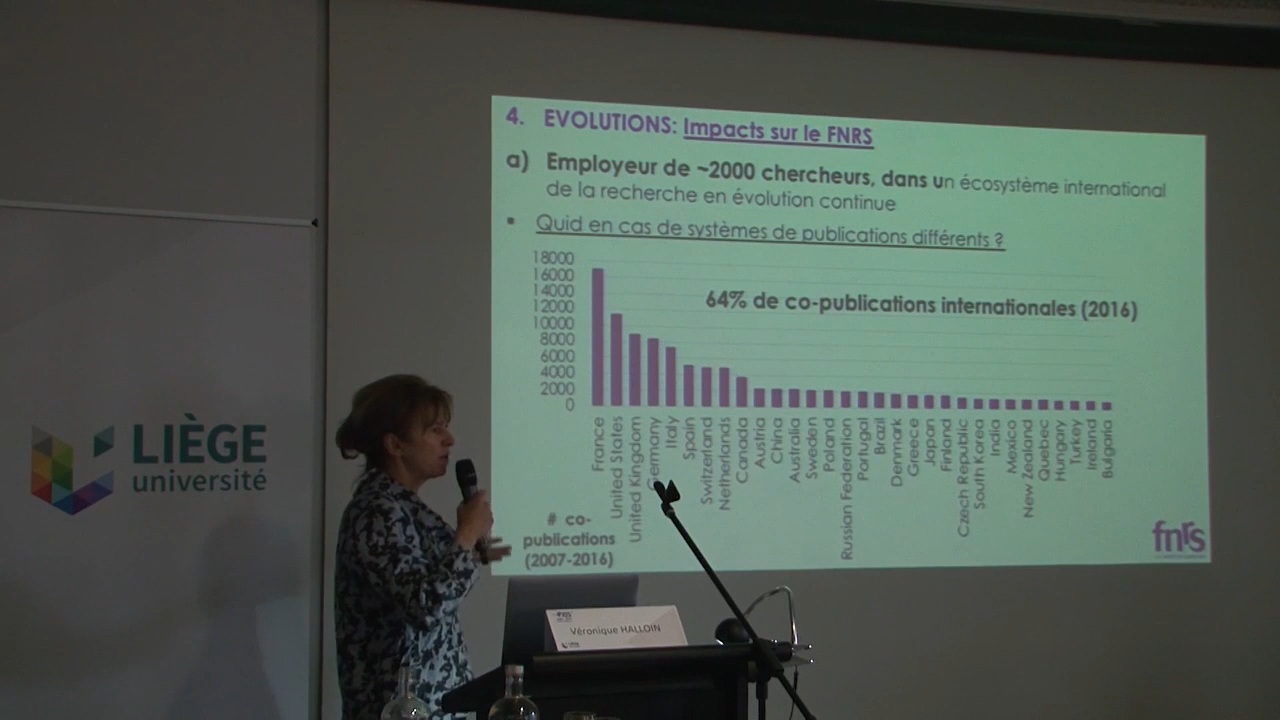 4. EVOLUTIONS: Impacts sur le FNRS
a) Employeur de ~2000 chercheurs, dans un écosystème international
de la recherche en évolution continue
▪ Quid en cas de systèmes de publications différents ?
18000
16000
14000
12000
10000
8000
6000
4000
2000
0
64% de co-publications internationales (2016)
France
United States
United Kingdom
Germany
Italy
Spain
Switzerland
Netherlands
Canada
Austria
China
Australia
Sweden
Poland
Russian Federation
Portugal
Brazil
Denmark
Greece
Japan
Finland
Czech Republic
South Korea
India
Mexico
New Zealand
Quebec
Hungary
Turkey
Ireland
Bulgaria
# co-
publications
(2007-2016)
fnrs
LIÈGE
université
Véronique HALLOIN